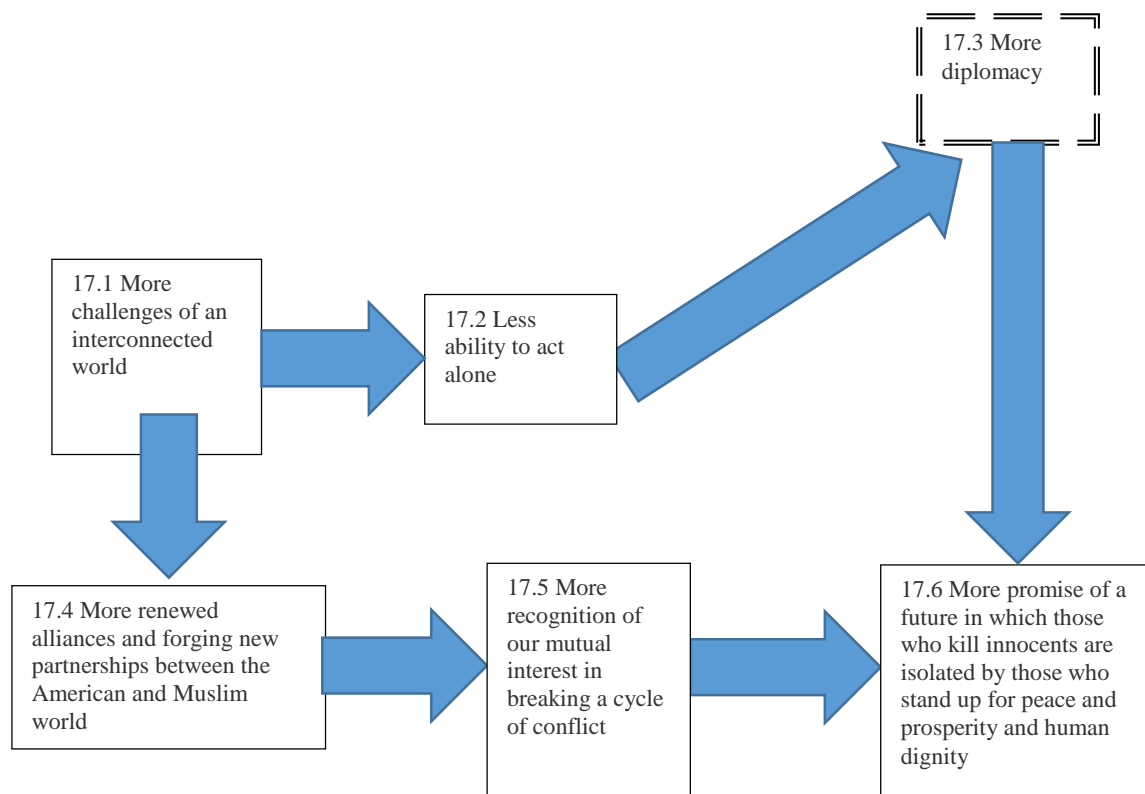 17.3 More
diplomacy
17.1 More
challenges of an
interconnected
world
17.2 Less
ability to act
alone
17.4 More renewed
alliances and forging new
partnerships between the
American and Muslim
world
17.5 More
recognition of
our mutual
interest in
breaking a cycle
of conflict
17.6 More promise of a
future in which those
who kill innocents are
isolated by those who
stand up for peace and
prosperity and human
dignity